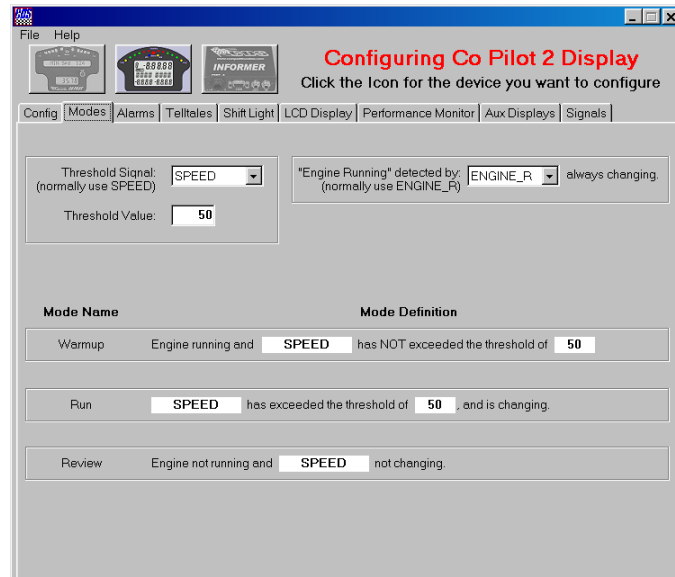 File Help
INFORMER
Configuring Co Pilot 2 Display
Click the Icon for the device you want to configure
Config Modes Alarms Telltales Shift Light LCD Display Performance Monitor Aux Displays Signals
Threshold Signal: SPEED
(normally use SPEED)
Threshold Value: 50
"Engine Running" detected by: ENGINE_R always changing.
(normally use ENGINE_R)
Mode Name Mode Definition
Warmup Engine running and SPEED has NOT exceeded the threshold of 50
Run SPEED has exceeded the threshold of 50 , and is changing.
Review Engine not running and SPEED not changing.